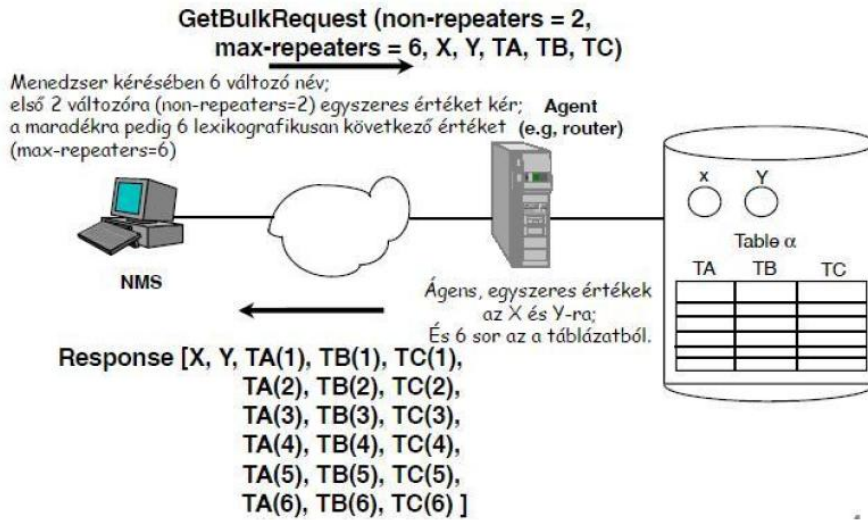 GetBulkRequest (non-repeaters = 2,
max-repeaters = 6, X, Y, TA, TB, TC)
Menedzser kérésében 6 változó név;
első 2 változóra (non-repeaters=2) egyszeres értéket kér;
a maradékra pedig 6 lexikografikusan következő értéket
(max-repeaters=6)
Agent
(e.g, router)
X Y
Table α
TA TB TC
NMS
Ágens, egyszeres értékek
az X és Y-ra;
És 6 sor az a táblázatból.
Response [X, Y, TA(1), TB(1), TC(1),
TA(2), TB(2), TC(2),
TA(3), TB(3), TC(3),
TA(4), TB(4), TC(4),
TA(5), TB(5), TC(5),
TA(6), TB(6), TC(6) ]